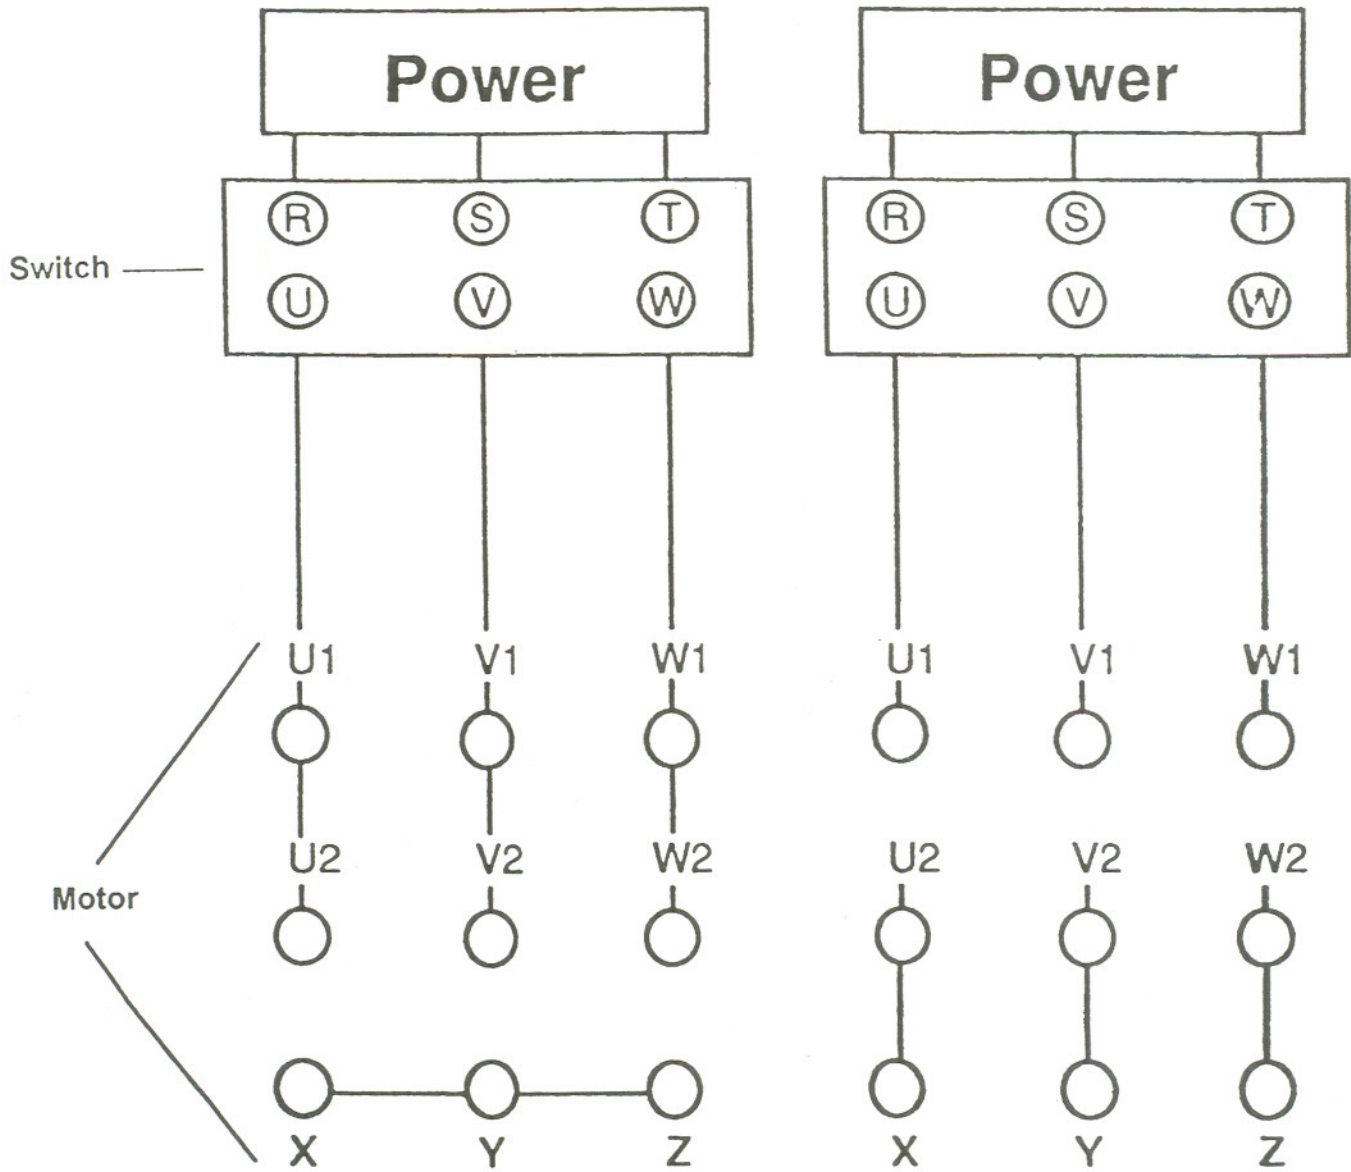 Power Power
R S T R S T
Switch
U V W U V W
U1 V1 W1 U1 V1 W1
U2 V2 W2 U2 V2 W2
Motor
X Y Z X Y Z